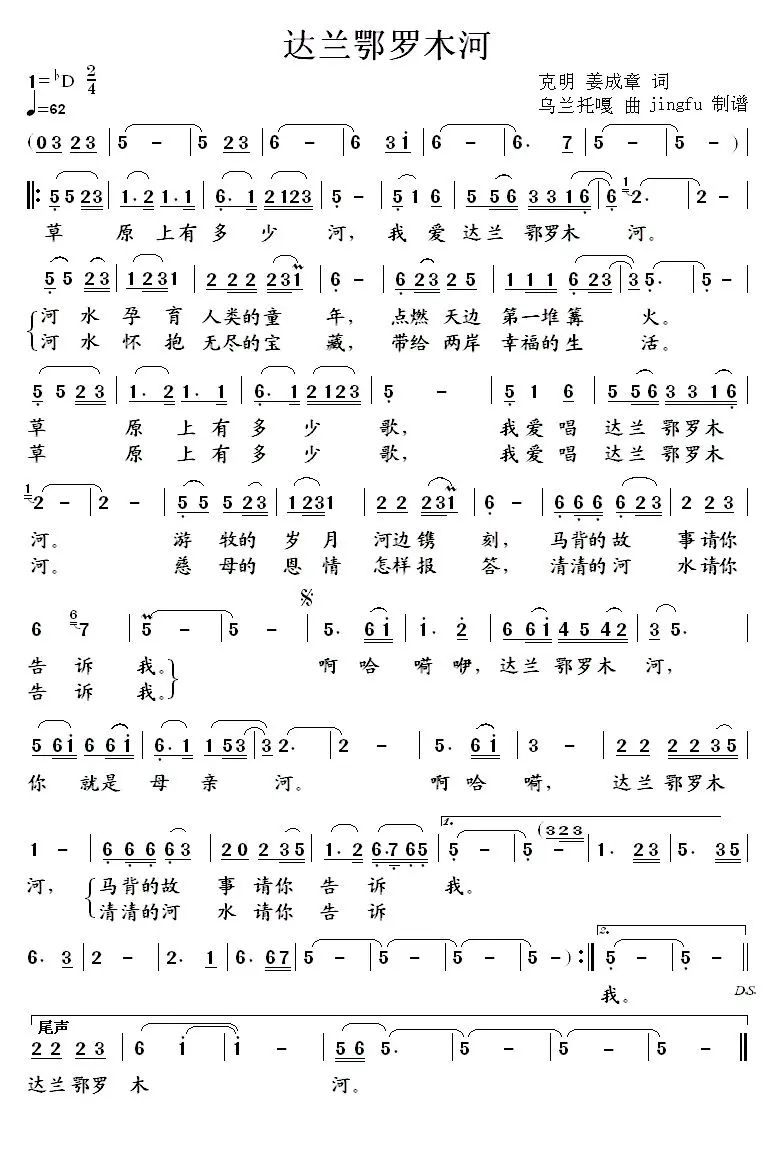 达兰鄂罗木河
1=♭D 2/4
♩=62
克明 姜成章 词
乌兰托嘎 曲 jingfu 制谱
(0 3 2 3 | 5 - | 5 2 3 | 6 - | 6 3 i | 6 - | 6. 7 | 5 - | 5 - )
‖: 5 5 2 3 | 1. 2 1. 1 | 6. 1 2 1 2 3 | 5 - | 5 1 6 | 5 5 6 3 3 1 6 | 6 1 2. | 2 -
草 原 上 有 多 少 河， 我 爱 达 兰 鄂罗木 河。
5 5 2 3 | 1 2 3 1 | 2 2 2 2 3 1 | 6 - | 6 2 3 2 5 | 1 1 1 6 2 3 | 3 5. | 5 -
河 水 孕 育 人类的童 年， 点燃 天边 第一堆篝 火。
河 水 怀 抱 无尽的宝 藏， 带给 两岸 幸福的生 活。
5 5 2 3 | 1. 2 1. 1 | 6. 1 2 1 2 3 | 5 - | 5 1 6 | 5 5 6 3 3 1 6
草 原 上 有 多 少 歌， 我 爱 唱 达 兰 鄂 罗 木
草 原 上 有 多 少 歌， 我 爱 唱 达 兰 鄂 罗 木
1 2 - | 2 - | 5 5 5 2 3 | 1 2 3 1 | 2 2 2 3 1 | 6 - | 6 6 6 6 2 3 | 2 2 3
河。 游 牧的 岁 月 河边 镌 刻， 马背的故 事请你
河。 慈 母的 恩 情 怎样 报 答， 清清的河 水请你
𝄋
6 6 7 | 5 - | 5 - | 5. 6 i | i. 2 | 6 6 i 4 5 4 2 | 3 5.
告 诉 我。 啊 哈 嗬 咿， 达兰 鄂罗木 河，
告 诉 我。
5 6 i 6 6 i | 6. 1 1 5 3 | 3 2. | 2 - | 5. 6 i | 3 - | 2 2 2 2 3 5
你 就是 母 亲 河。 啊 哈 嗬， 达兰 鄂罗木
1 - | 6 6 6 6 3 | 2 0 2 3 5 | 1. 2 6. 7 6 5 | 1. 5 - | 5 - (3 2 3 | 1. 2 3 | 5. 3 5
河， 马背的故 事 请你 告 诉 我。
清清的河 水 请你 告 诉
6. 3 | 2 - | 2. 1 | 6. 6 7 | 5 - | 5 - | 5 - | 5 - ) :‖ 2. 5 - | 5 - ‖
我。 D.S.
尾声
2 2 2 3 | 6 i | i - | 5 6 5. | 5 - | 5 - ‖
达兰鄂罗 木 河。